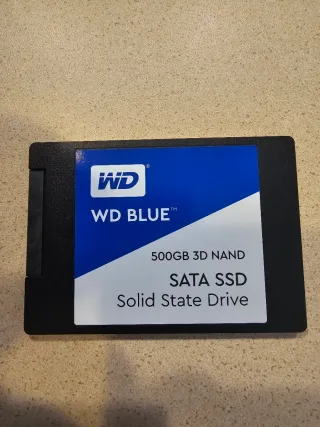 WD
WD BLUE™
500GB 3D NAND
SATA SSD
Solid State Drive